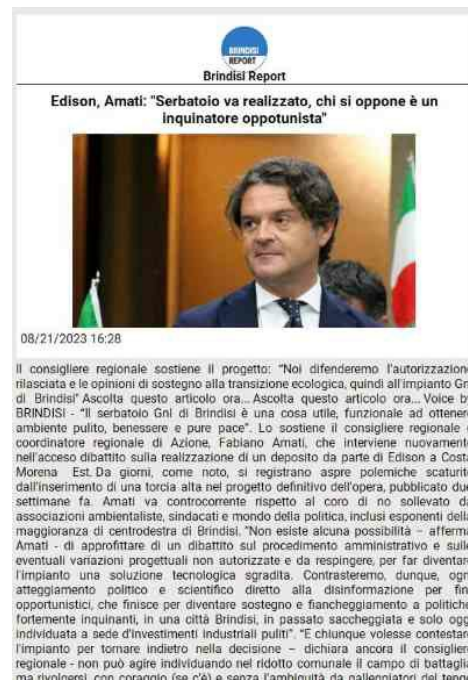 BRINDISI
REPORT
Brindisi Report
Edison, Amati: "Serbatoio va realizzato, chi si oppone è un
inquinatore oppotunista"
08/21/2023 16:28
Il consigliere regionale sostiene il progetto: "Noi difenderemo l'autorizzazione
rilasciata e le opinioni di sostegno alla transizione ecologica, quindi all'impianto Gnl
di Brindisi" Ascolta questo articolo ora... Ascolta questo articolo ora... Voice by
BRINDISI - "Il serbatoio Gnl di Brindisi è una cosa utile, funzionale ad ottenere
ambiente pulito, benessere e pure pace". Lo sostiene il consigliere regionale e
coordinatore regionale di Azione, Fabiano Amati, che interviene nuovamente
nell'acceso dibattito sulla realizzazione di un deposito da parte di Edison a Costa
Morena Est. Da giorni, come noto, si registrano aspre polemiche scaturite
dall'inserimento di una torcia alta nel progetto definitivo dell'opera, pubblicato due
settimane fa. Amati va controcorrente rispetto al coro di no sollevato da
associazioni ambientaliste, sindacati e mondo della politica, inclusi esponenti della
maggioranza di centrodestra di Brindisi. "Non esiste alcuna possibilità – afferma
Amati - di approfittare di un dibattito sul procedimento amministrativo e sulle
eventuali variazioni progettuali non autorizzate e da respingere, per far diventare
l'impianto una soluzione tecnologica sgradita. Contrasteremo, dunque, ogni
atteggiamento politico e scientifico diretto alla disinformazione per fini
opportunistici, che finisce per diventare sostegno e fiancheggiamento a politiche
fortemente inquinanti, in una città Brindisi, in passato saccheggiata e solo oggi
individuata a sede d'investimenti industriali puliti". "E chiunque volesse contestare
l'impianto per tornare indietro nella decisione – dichiara ancora il consigliere
regionale - non può agire individuando nel ridotto comunale il campo di battaglia
ma rivolgersi, con coraggio (se c'è) e senza l'ambiguità da galleggiatori del tengo